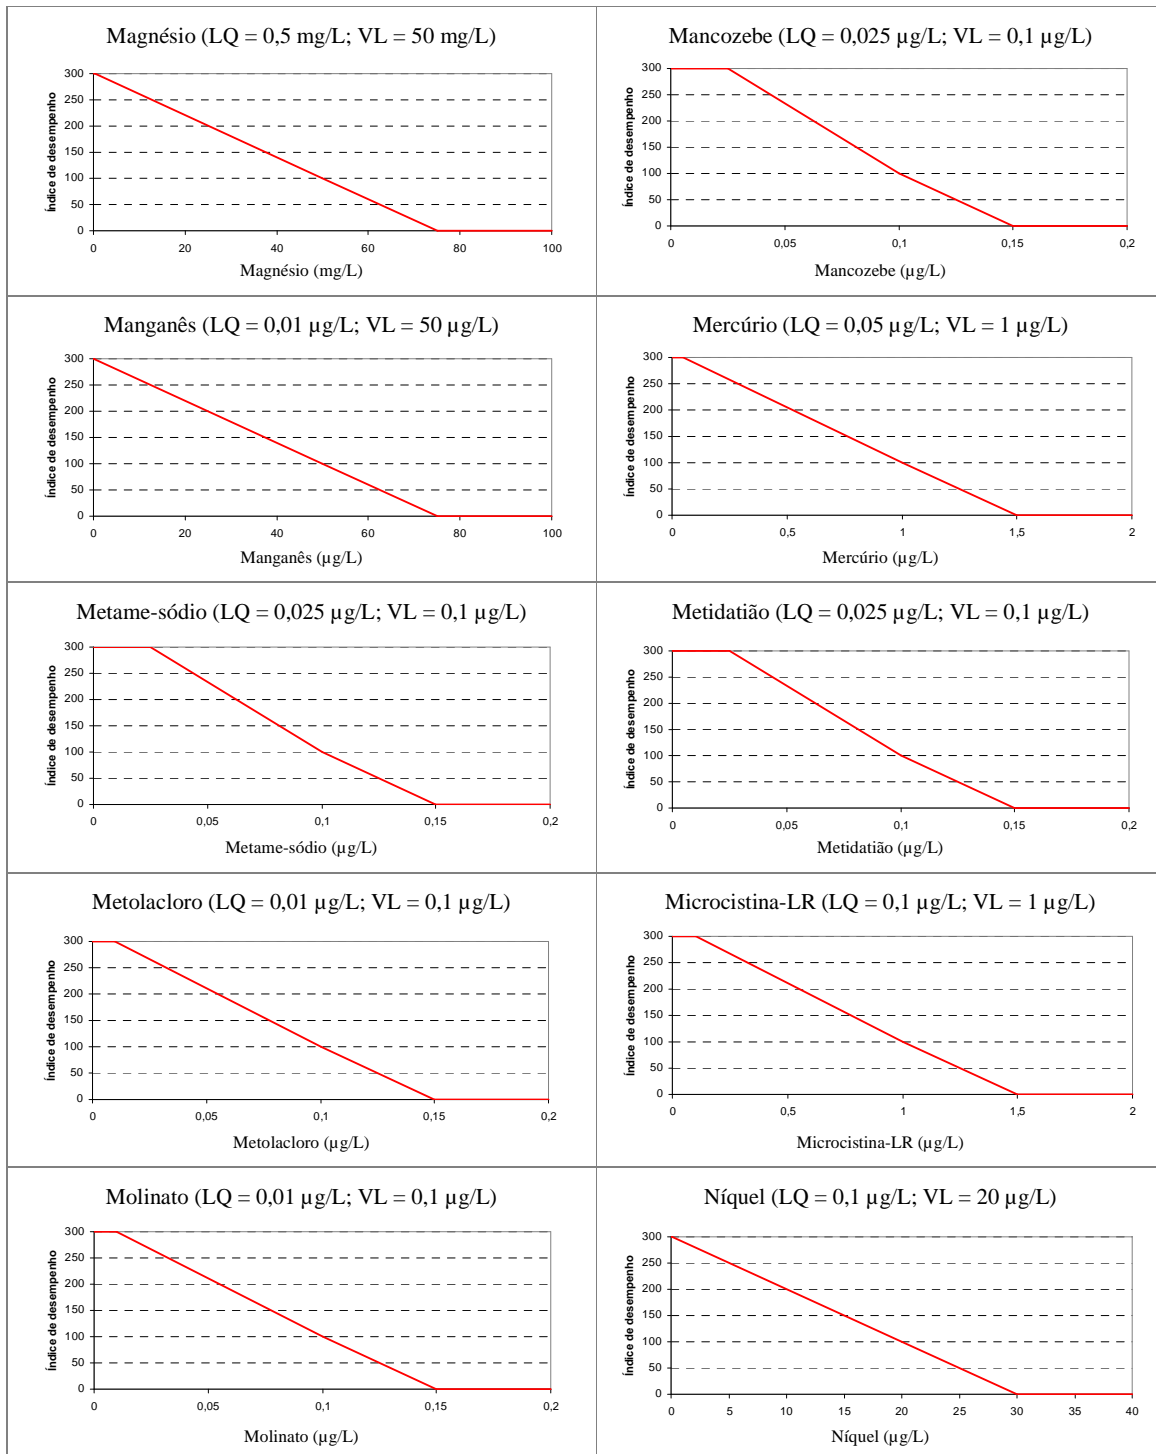 Magnésio (LQ = 0,5 mg/L; VL = 50 mg/L)
300
250
200
150
100
50
0
Índice de desempenho
0 20 40 60 80 100
Magnésio (mg/L)
Mancozebe (LQ = 0,025 µg/L; VL = 0,1 µg/L)
300
250
200
150
100
50
0
Índice de desempenho
0 0,05 0,1 0,15 0,2
Mancozebe (µg/L)
Manganês (LQ = 0,01 µg/L; VL = 50 µg/L)
300
250
200
150
100
50
0
Índice de desempenho
0 20 40 60 80 100
Manganês (µg/L)
Mercúrio (LQ = 0,05 µg/L; VL = 1 µg/L)
300
250
200
150
100
50
0
Índice de desempenho
0 0,5 1 1,5 2
Mercúrio (µg/L)
Metame-sódio (LQ = 0,025 µg/L; VL = 0,1 µg/L)
300
250
200
150
100
50
0
Índice de desempenho
0 0,05 0,1 0,15 0,2
Metame-sódio (µg/L)
Metidatião (LQ = 0,025 µg/L; VL = 0,1 µg/L)
300
250
200
150
100
50
0
Índice de desempenho
0 0,05 0,1 0,15 0,2
Metidatião (µg/L)
Metolacloro (LQ = 0,01 µg/L; VL = 0,1 µg/L)
300
250
200
150
100
50
0
Índice de desempenho
0 0,05 0,1 0,15 0,2
Metolacloro (µg/L)
Microcistina-LR (LQ = 0,1 µg/L; VL = 1 µg/L)
300
250
200
150
100
50
0
Índice de desempenho
0 0,5 1 1,5 2
Microcistina-LR (µg/L)
Molinato (LQ = 0,01 µg/L; VL = 0,1 µg/L)
300
250
200
150
100
50
0
Índice de desempenho
0 0,05 0,1 0,15 0,2
Molinato (µg/L)
Níquel (LQ = 0,1 µg/L; VL = 20 µg/L)
300
250
200
150
100
50
0
Índice de desempenho
0 5 10 15 20 25 30 35 40
Níquel (µg/L)